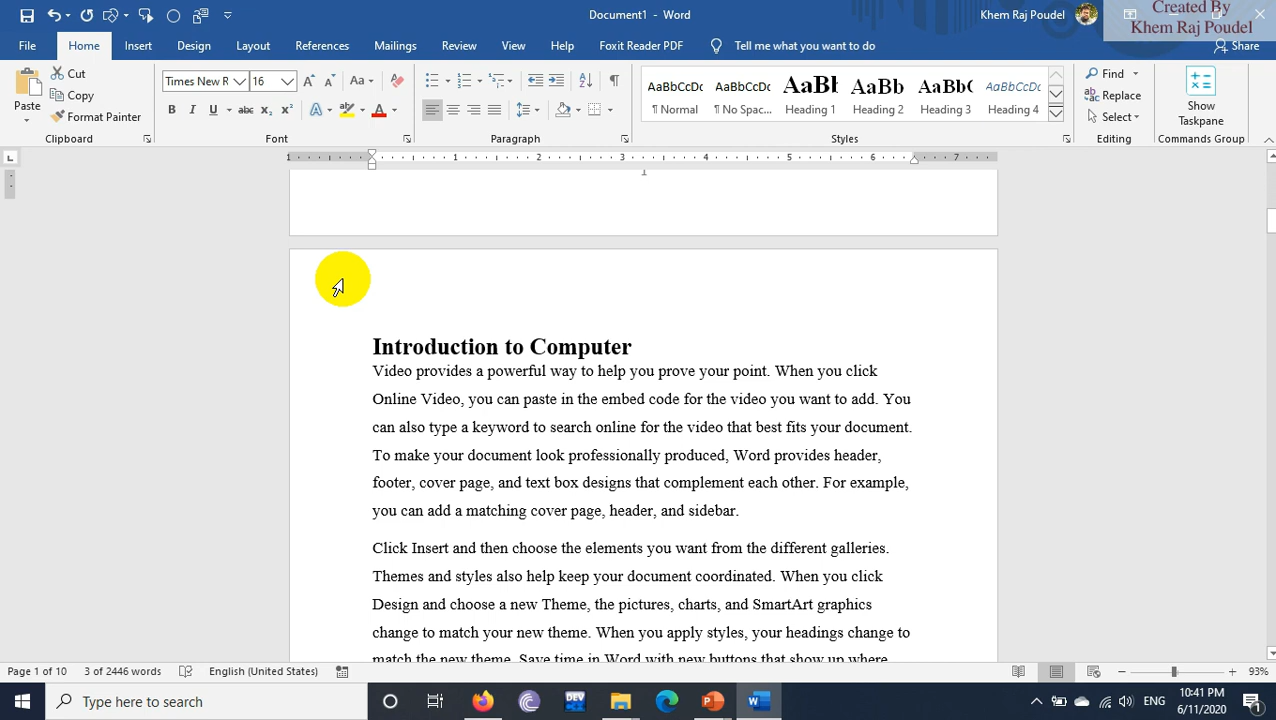 Document1 - Word
Khem Raj Poudel
Created By
Khem Raj Poudel
File
Home
Insert
Design
Layout
References
Mailings
Review
View
Help
Foxit Reader PDF
Tell me what you want to do
Share
Paste
Cut
Copy
Format Painter
Clipboard
Times New R
16
Font
Paragraph
AaBbCcDc
¶ Normal
AaBbCcDc
¶ No Spac...
AaBb
Heading 1
AaBbC
Heading 2
AaBbC
Heading 3
AaBbCcDc
Heading 4
Styles
Find
Replace
Select
Editing
Show
Taskpane
Commands Group
1 1 2 3 4 5 6 7
Introduction to Computer
Video provides a powerful way to help you prove your point. When you click
Online Video, you can paste in the embed code for the video you want to add. You
can also type a keyword to search online for the video that best fits your document.
To make your document look professionally produced, Word provides header,
footer, cover page, and text box designs that complement each other. For example,
you can add a matching cover page, header, and sidebar.
Click Insert and then choose the elements you want from the different galleries.
Themes and styles also help keep your document coordinated. When you click
Design and choose a new Theme, the pictures, charts, and SmartArt graphics
change to match your new theme. When you apply styles, your headings change to
match the new theme. Save time in Word with new buttons that show up where
Page 1 of 10
3 of 2446 words
English (United States)
93%
Type here to search
ENG
10:41 PM
6/11/2020